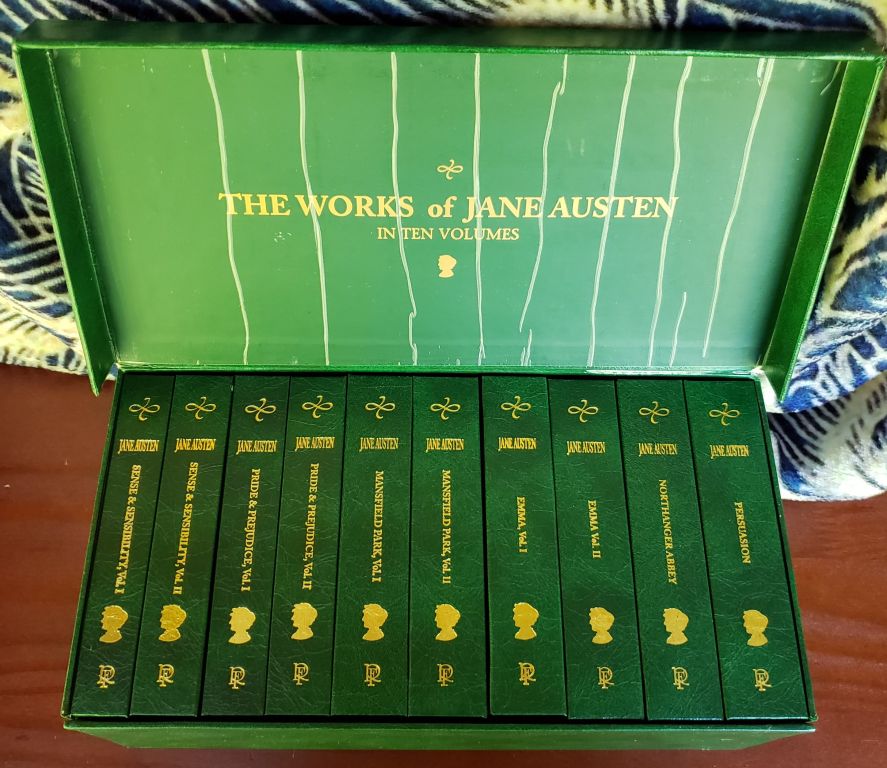 THE WORKS of JANE AUSTEN
IN TEN VOLUMES
JANE AUSTEN
SENSE & SENSIBILITY, Vol. I
JANE AUSTEN
SENSE & SENSIBILITY, Vol. II
JANE AUSTEN
PRIDE & PREJUDICE, Vol. I
JANE AUSTEN
PRIDE & PREJUDICE, Vol. II
JANE AUSTEN
MANSFIELD PARK, Vol. I
JANE AUSTEN
MANSFIELD PARK, Vol. II
JANE AUSTEN
EMMA, Vol. I
JANE AUSTEN
EMMA Vol. II
JANE AUSTEN
NORTHANGER ABBEY
JANE AUSTEN
PERSUASION